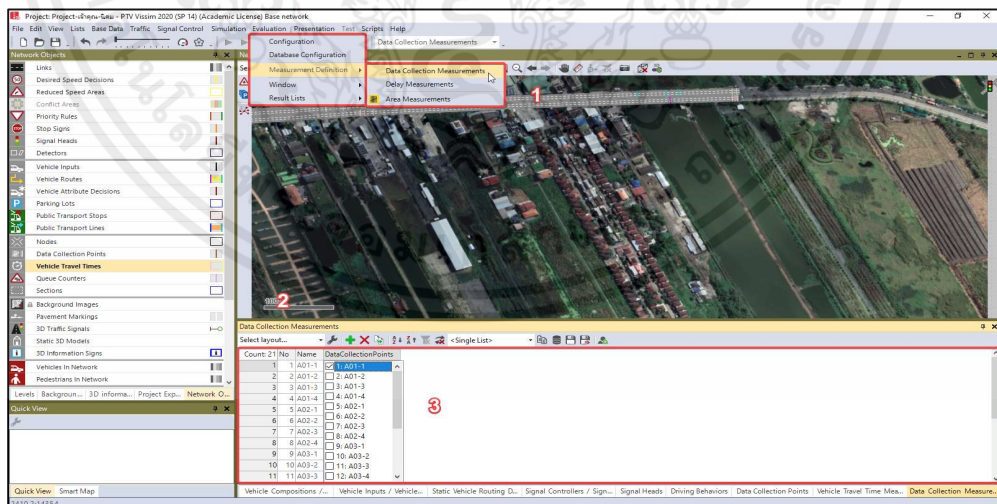 Project: Project-เจ้าคุณ-นิคม - PTV Vissim 2020 (SP 14) (Academic License) Base network
File Edit View Lists Base Data Traffic Signal Control Simulation Evaluation Presentation Test Scripts Help
Data Collection Measurements
Configuration
Database Configuration
Measurement Definition
Window
Result Lists
Data Collection Measurements
Delay Measurements
Area Measurements
1
Network Objects
Links
Desired Speed Decisions
Reduced Speed Areas
Conflict Areas
Priority Rules
Stop Signs
Signal Heads
Detectors
Vehicle Inputs
Vehicle Routes
Vehicle Attribute Decisions
Parking Lots
Public Transport Stops
Public Transport Lines
Nodes
Data Collection Points
Vehicle Travel Times
Queue Counters
Sections
Background Images
Pavement Markings
3D Traffic Signals
Static 3D Models
3D Information Signs
Vehicles In Network
Pedestrians In Network
Levels Backgroun... 3D informa... Project Exp... Network O...
Quick View
Quick View Smart Map
2
Data Collection Measurements
Select layout... <Single List>
Count: 21 No Name DataCollectionPoints
1 1 A01-1 1: A01-1
2 2 A01-2 2: A01-2
3 3 A01-3 3: A01-3
4 4 A01-4 4: A01-4
5 5 A02-1 5: A02-1
6 6 A02-2 6: A02-2
7 7 A02-3 7: A02-3
8 8 A02-4 8: A02-4
9 9 A03-1 9: A03-1
10 10 A03-2 10: A03-2
11 11 A03-3 11: A03-3
12: A03-4
3
Vehicle Compositions /... Vehicle Inputs / Vehicle... Static Vehicle Routing D... Signal Controllers / Sign... Signal Heads Driving Behaviors Data Collection Points Vehicle Travel Time Mea... Data Collection Measure...